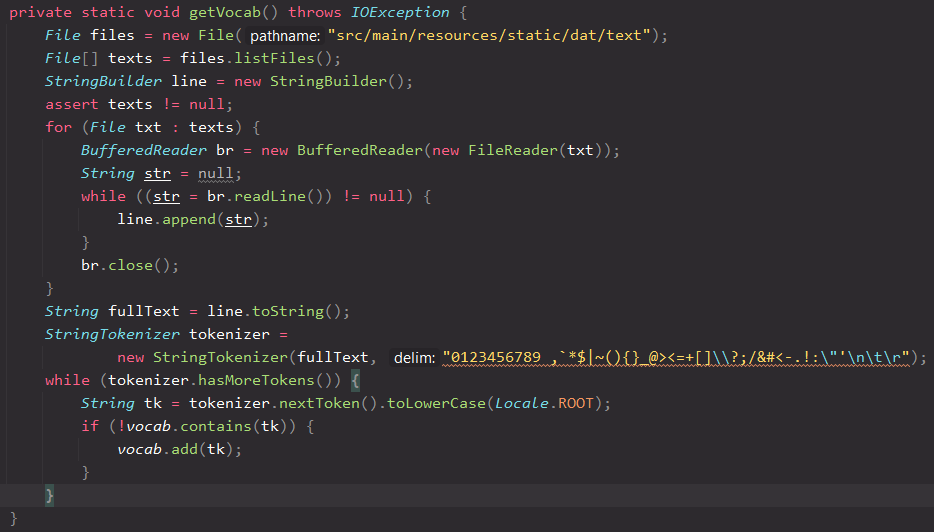 private static void getVocab() throws IOException {
    File files = new File( pathname: "src/main/resources/static/dat/text");
    File[] texts = files.listFiles();
    StringBuilder line = new StringBuilder();
    assert texts != null;
    for (File txt : texts) {
        BufferedReader br = new BufferedReader(new FileReader(txt));
        String str = null;
        while ((str = br.readLine()) != null) {
            line.append(str);
        }
        br.close();
    }
    String fullText = line.toString();
    StringTokenizer tokenizer =
            new StringTokenizer(fullText, delim: "0123456789 ,`*$|~(){}_@><=+[]\\?;/&#<-.!:\"'\n\t\r");
    while (tokenizer.hasMoreTokens()) {
        String tk = tokenizer.nextToken().toLowerCase(Locale.ROOT);
        if (!vocab.contains(tk)) {
            vocab.add(tk);
        }
    }
}